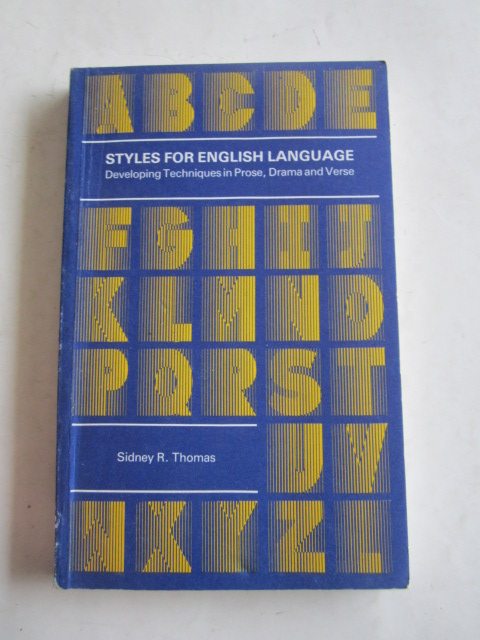 A B C D E
STYLES FOR ENGLISH LANGUAGE
Developing Techniques in Prose, Drama and Verse
F G H I J
K L M N O
P Q R S T
Sidney R. Thomas
U V
W X Y Z